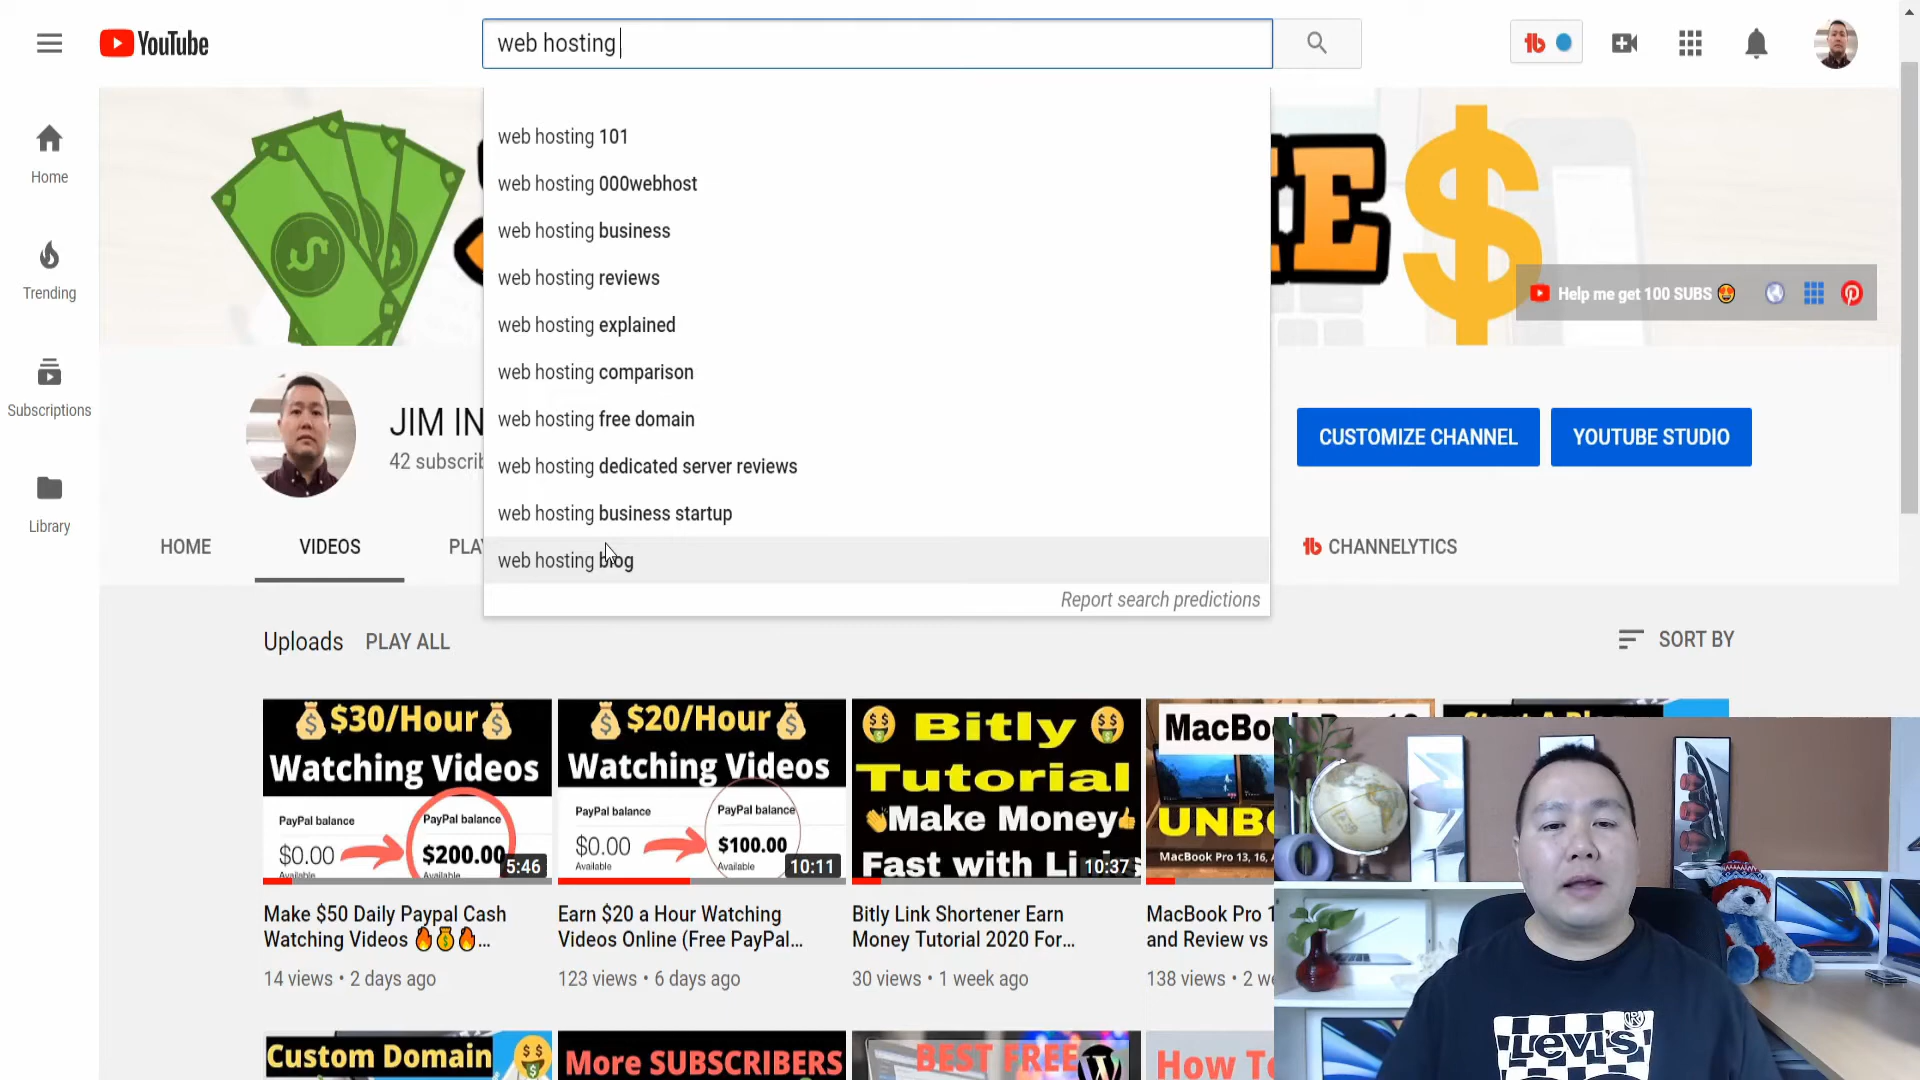 YouTube
web hosting
web hosting 101
web hosting 000webhost
web hosting business
web hosting reviews
web hosting explained
web hosting comparison
web hosting free domain
web hosting dedicated server reviews
web hosting business startup
web hosting blog
Report search predictions
Home
Trending
Subscriptions
Library
Help me get 100 SUBS
JIM IN
42 subscrib
CUSTOMIZE CHANNEL
YOUTUBE STUDIO
HOME
VIDEOS
CHANNELYTICS
Uploads
PLAY ALL
SORT BY
$30/Hour
Watching Videos
PayPal balance
PayPal balance
$0.00
$200.00
Available
5:46
$20/Hour
Watching Videos
PayPal balance
PayPal balance
$0.00
$100.00
Available
Available
10:11
Bitly
Tutorial
Make Money
Fast with
10:37
MacBo
UNB
MacBook Pro 13, 16,
Make $50 Daily Paypal Cash
Watching Videos 🔥💰🔥...
14 views • 2 days ago
Earn $20 a Hour Watching
Videos Online (Free PayPal...
123 views • 6 days ago
Bitly Link Shortener Earn
Money Tutorial 2020 For...
30 views • 1 week ago
MacBook Pro 1
and Review vs
138 views • 2 we
Custom Domain
More SUBSCRIBERS
BEST FREE
How To
LEVI'S